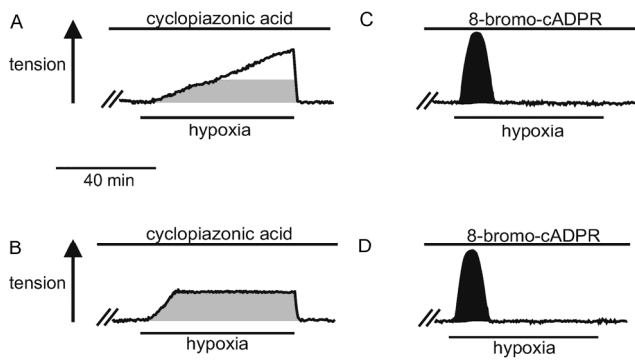 A
cyclopiazonic acid
tension
hypoxia
40 min
C
8-bromo-cADPR
hypoxia
B
cyclopiazonic acid
tension
hypoxia
D
8-bromo-cADPR
hypoxia